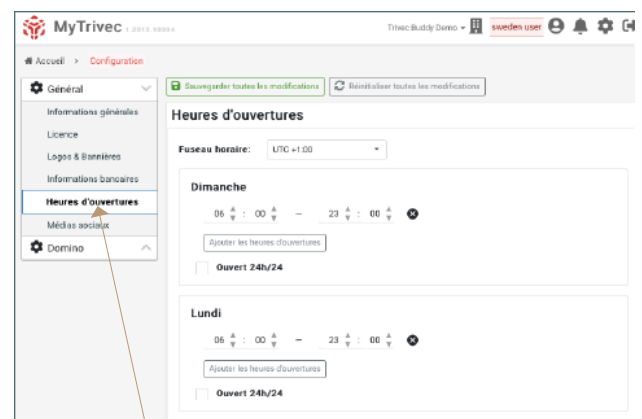 MyTrivec
Trivec Buddy Demo
sweden user
Accueil > Configuration
Général
Informations générales
Licence
Logos & Bannières
Informations bancaires
Heures d'ouvertures
Médias sociaux
Domino
Sauvegarder toutes les modifications
Réinitialiser toutes les modifications
Heures d'ouvertures
Fuseau horaire: UTC +1:00
Dimanche
06 : 00 – 23 : 00
Ajouter les heures d'ouvertures
Ouvert 24h/24
Lundi
06 : 00 – 23 : 00
Ajouter les heures d'ouvertures
Ouvert 24h/24